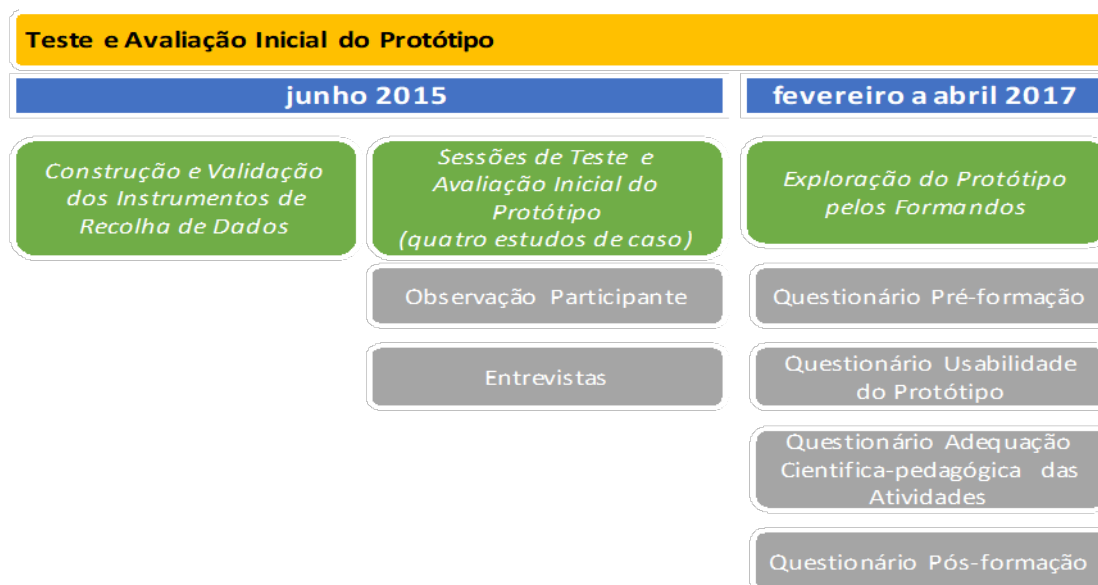 Teste e Avaliação Inicial do Protótipo
junho 2015
fevereiro a abril 2017
Construção e Validação
dos Instrumentos de
Recolha de Dados
Sessões de Teste e
Avaliação Inicial do
Protótipo
(quatro estudos de caso)
Exploração do Protótipo
pelos Formandos
Observação Participante
Entrevistas
Questionário Pré-formação
Questionário Usabilidade
do Protótipo
Questionário Adequação
Cientifica-pedagógica das
Atividades
Questionário Pós-formação